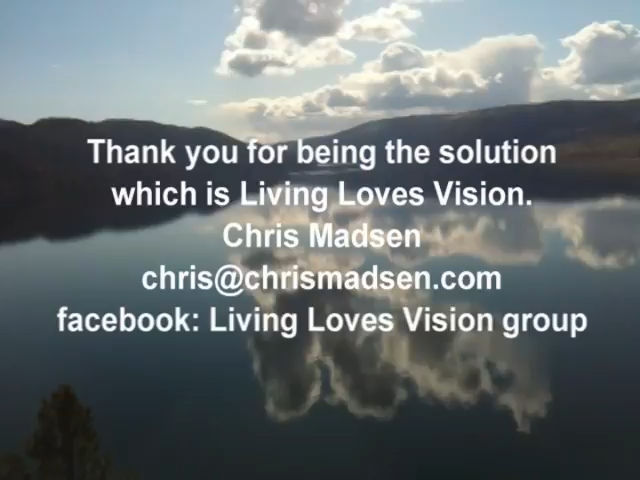 Thank you for being the solution
which is Living Loves Vision.
Chris Madsen
chris@chrismadsen.com
facebook: Living Loves Vision group